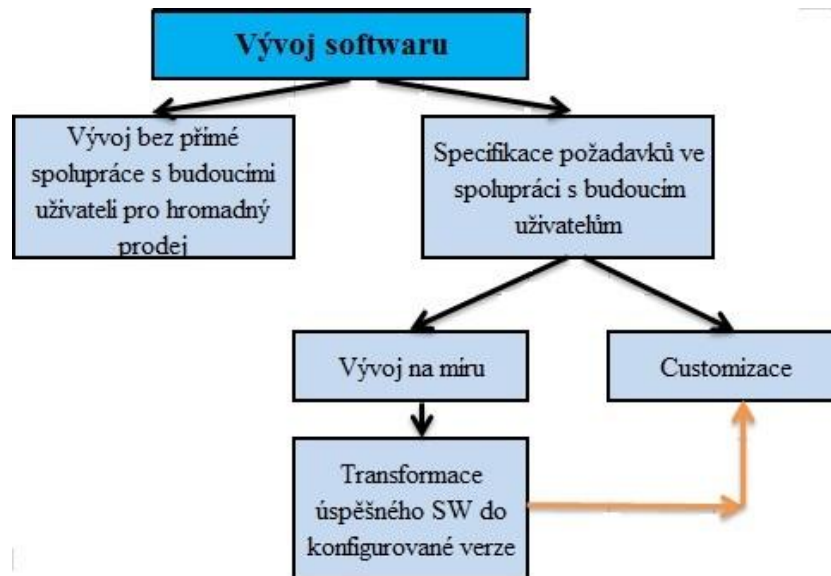 Vývoj softwaru
Vývoj bez přímé
spolupráce s budoucími
uživateli pro hromadný
prodej
Specifikace požadavků ve
spolupráci s budoucím
uživatelům
Vývoj na míru
Customizace
Transformace
úspěšného SW do
konfigurované verze